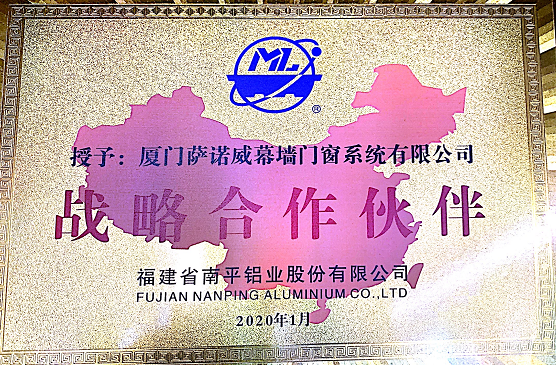 ML
®
授予：厦门萨诺威幕墙门窗系统有限公司
战略合作伙伴
福建省南平铝业股份有限公司
FUJIAN NANPING ALUMINIUM CO.,LTD
2020年1月